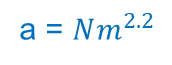 a = Nm^2.2